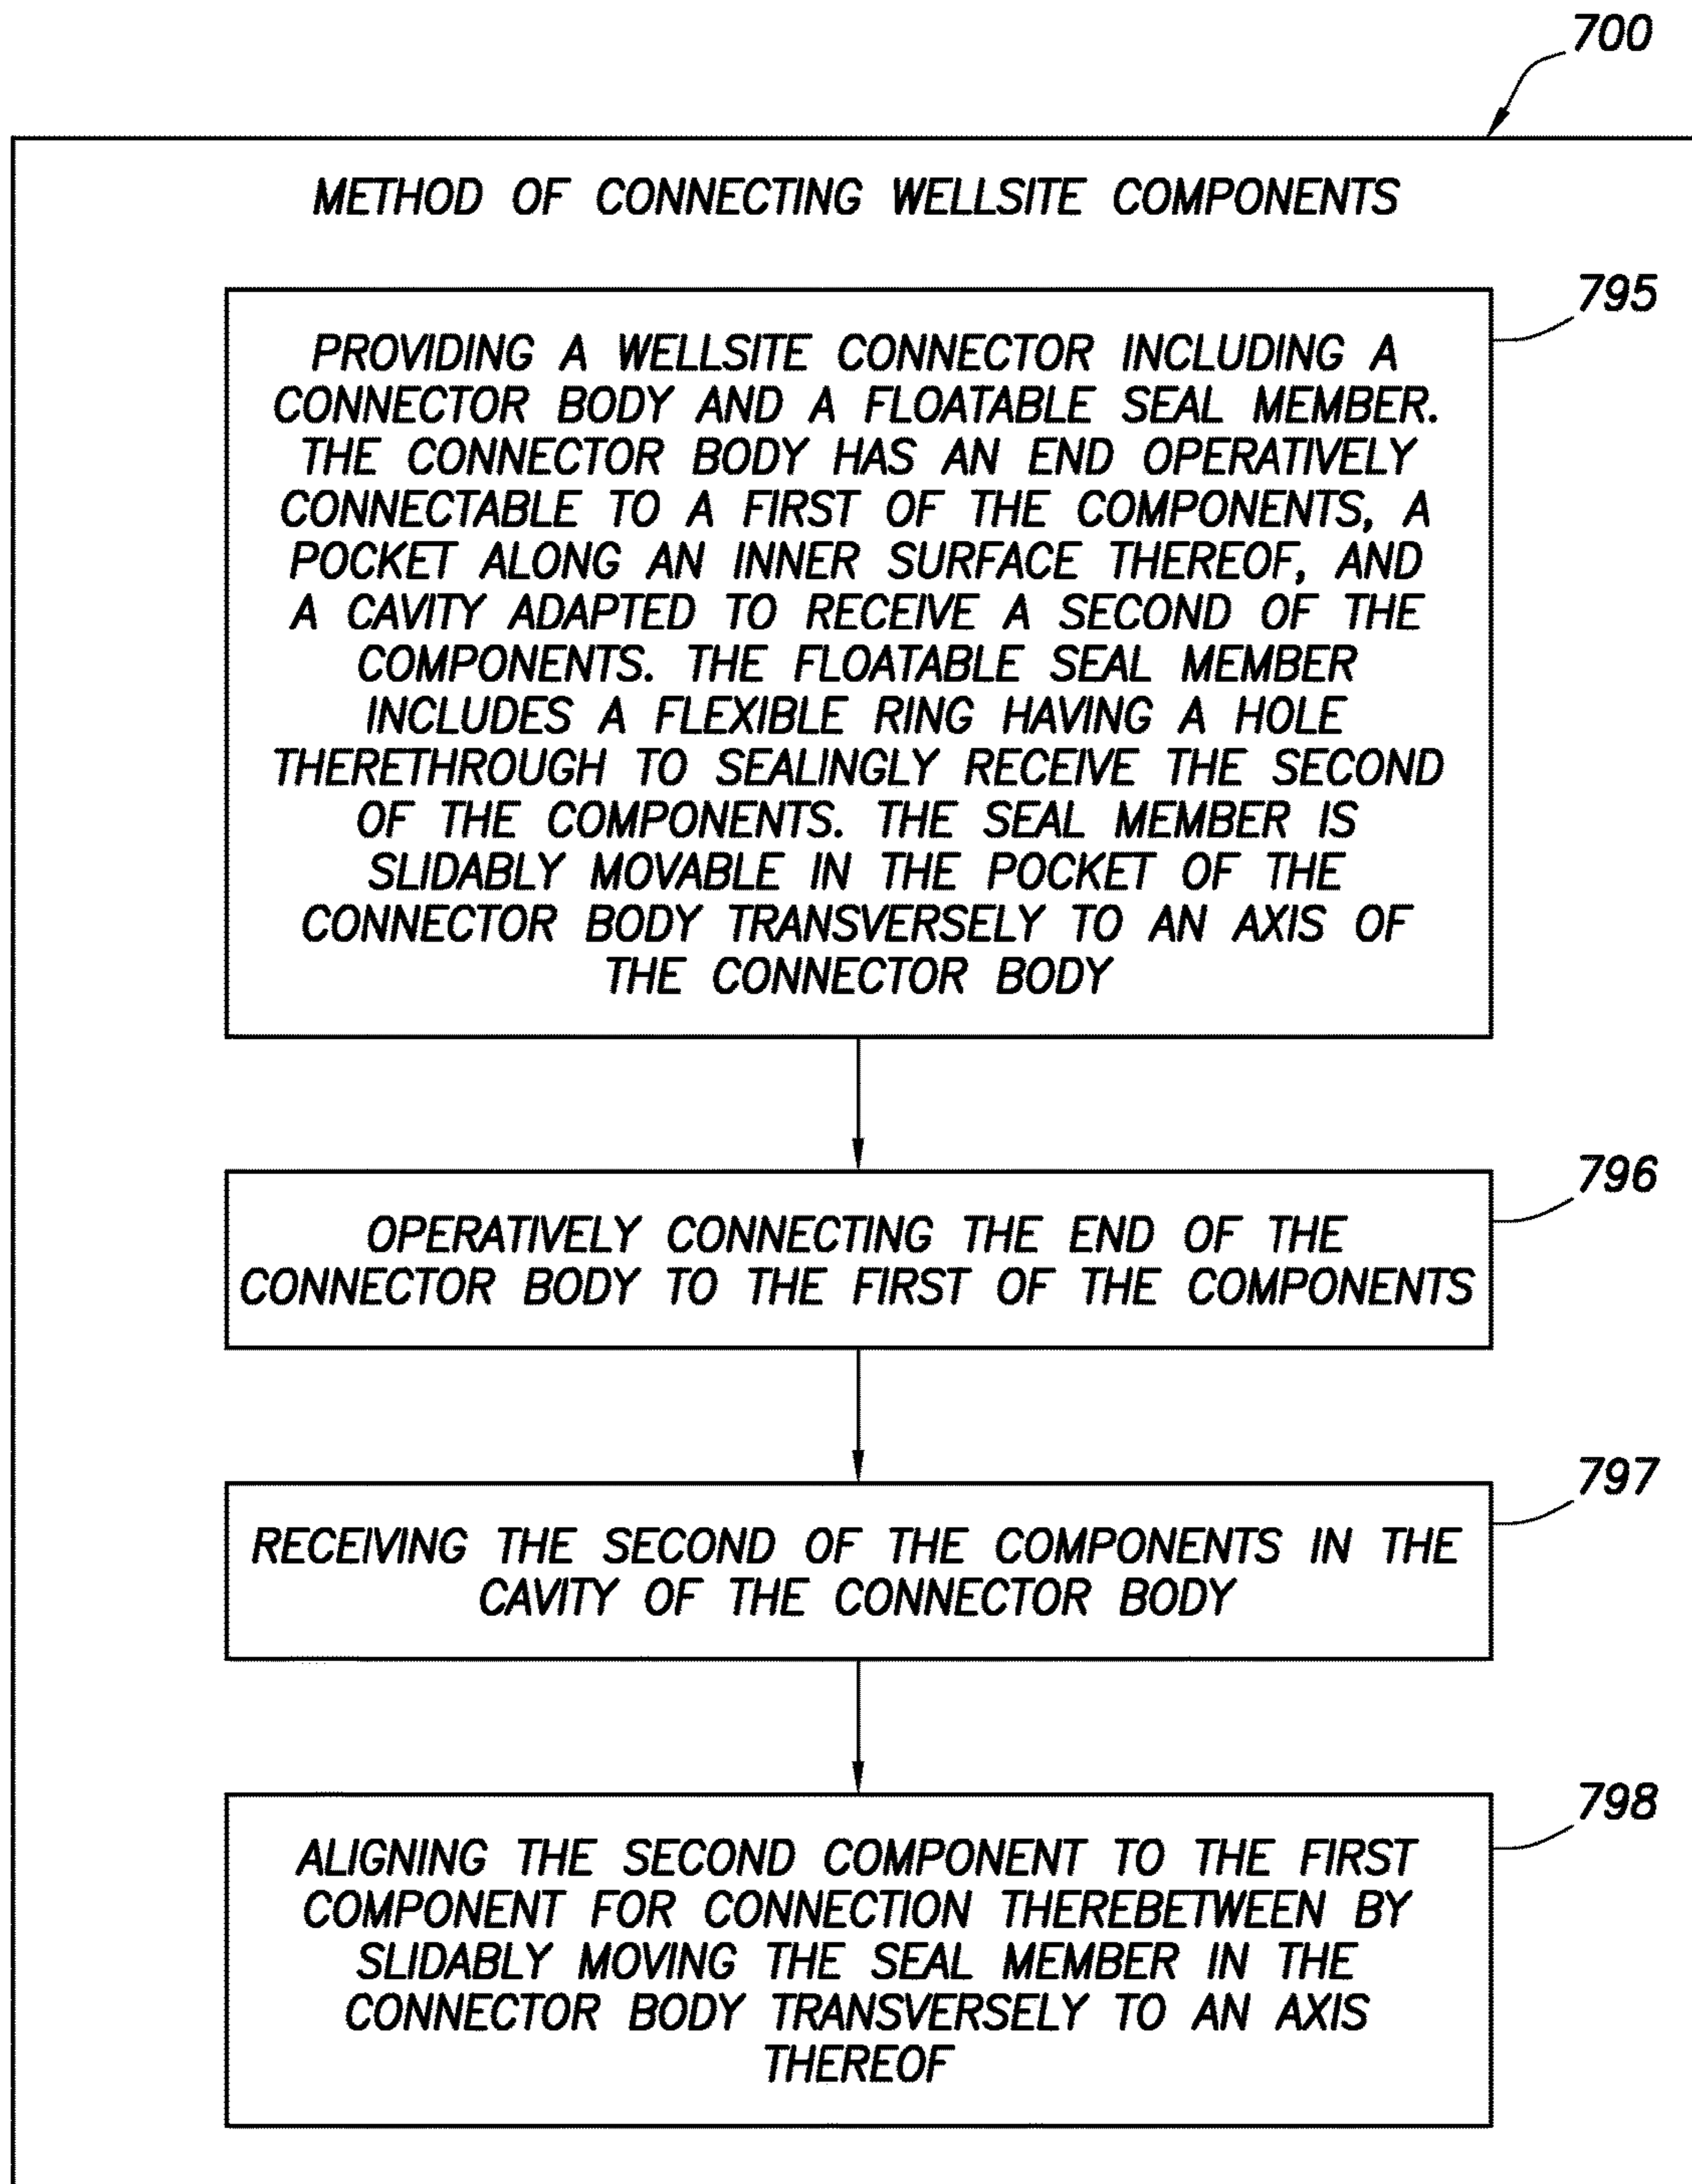 700
METHOD OF CONNECTING WELLSITE COMPONENTS
795
PROVIDING A WELLSITE CONNECTOR INCLUDING A
CONNECTOR BODY AND A FLOATABLE SEAL MEMBER.
THE CONNECTOR BODY HAS AN END OPERATIVELY
CONNECTABLE TO A FIRST OF THE COMPONENTS, A
POCKET ALONG AN INNER SURFACE THEREOF, AND
A CAVITY ADAPTED TO RECEIVE A SECOND OF THE
COMPONENTS. THE FLOATABLE SEAL MEMBER
INCLUDES A FLEXIBLE RING HAVING A HOLE
THERETHROUGH TO SEALINGLY RECEIVE THE SECOND
OF THE COMPONENTS. THE SEAL MEMBER IS
SLIDABLY MOVABLE IN THE POCKET OF THE
CONNECTOR BODY TRANSVERSELY TO AN AXIS OF
THE CONNECTOR BODY
796
OPERATIVELY CONNECTING THE END OF THE
CONNECTOR BODY TO THE FIRST OF THE COMPONENTS
797
RECEIVING THE SECOND OF THE COMPONENTS IN THE
CAVITY OF THE CONNECTOR BODY
798
ALIGNING THE SECOND COMPONENT TO THE FIRST
COMPONENT FOR CONNECTION THEREBETWEEN BY
SLIDABLY MOVING THE SEAL MEMBER IN THE
CONNECTOR BODY TRANSVERSELY TO AN AXIS
THEREOF